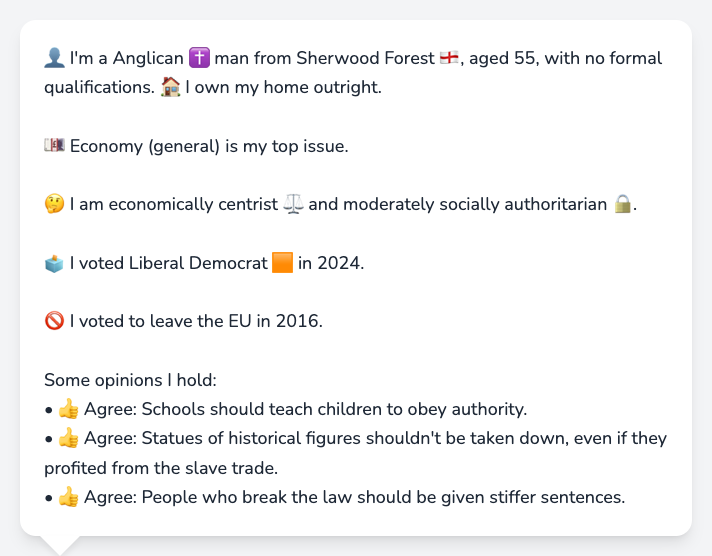 👤 I'm a Anglican ✝️ man from Sherwood Forest 🏴󠁧󠁢󠁥󠁮󠁧󠁿, aged 55, with no formal
qualifications. 🏠 I own my home outright.
💷 Economy (general) is my top issue.
🤔 I am economically centrist ⚖️ and moderately socially authoritarian 🔒.
🗳️ I voted Liberal Democrat 🟧 in 2024.
🚫 I voted to leave the EU in 2016.
Some opinions I hold:
• 👍 Agree: Schools should teach children to obey authority.
• 👍 Agree: Statues of historical figures shouldn't be taken down, even if they
profited from the slave trade.
• 👍 Agree: People who break the law should be given stiffer sentences.